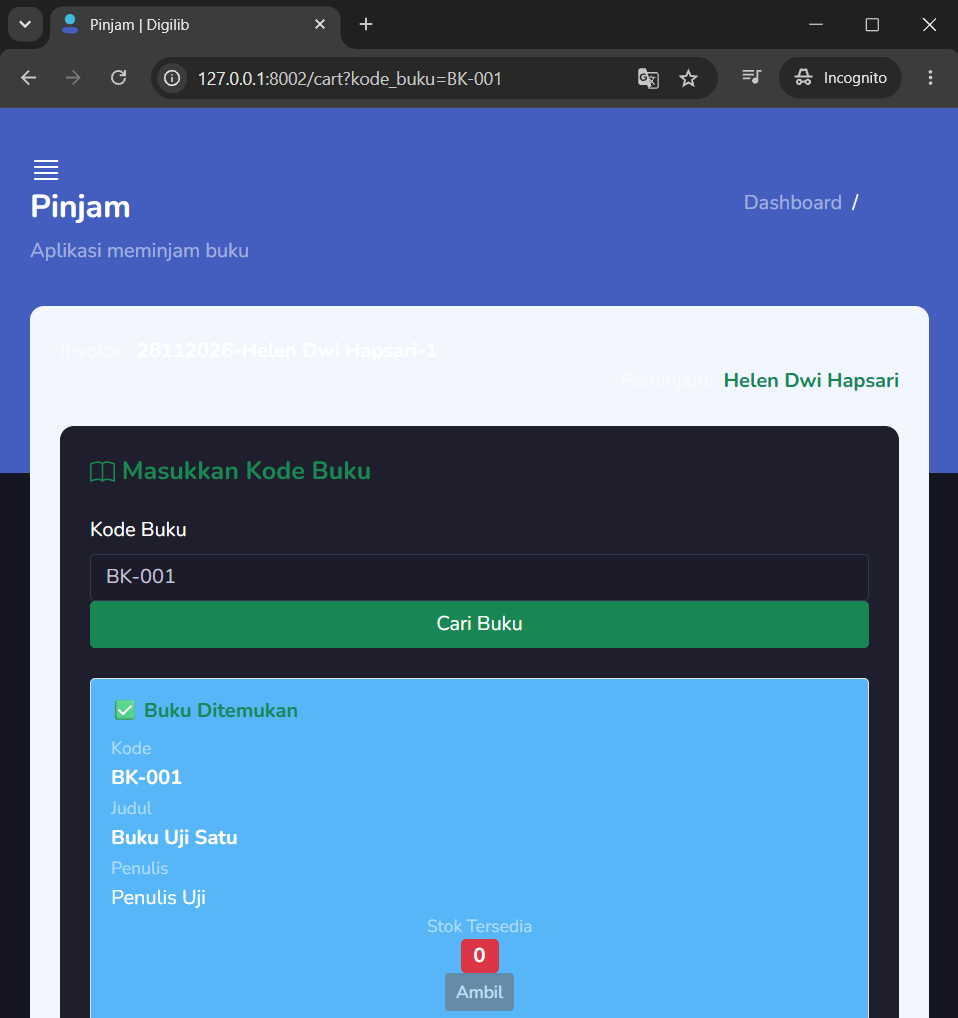 Pinjam | Digilib
127.0.0.1:8002/cart?kode_buku=BK-001
Incognito
Pinjam
Dashboard /
Aplikasi meminjam buku
Invoice: 28112026-Helen Dwi Hapsari-1
Peminjam: Helen Dwi Hapsari
Masukkan Kode Buku
Kode Buku
BK-001
Cari Buku
✅ Buku Ditemukan
Kode
BK-001
Judul
Buku Uji Satu
Penulis
Penulis Uji
Stok Tersedia
0
Ambil